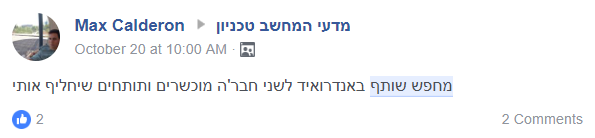 Max Calderon מדעי המחשב טכניון
October 20 at 10:00 AM ·
מחפש שותף באנדרואיד לשני חבר'ה מוכשרים ותותחים שיחליף אותי
2 2 Comments